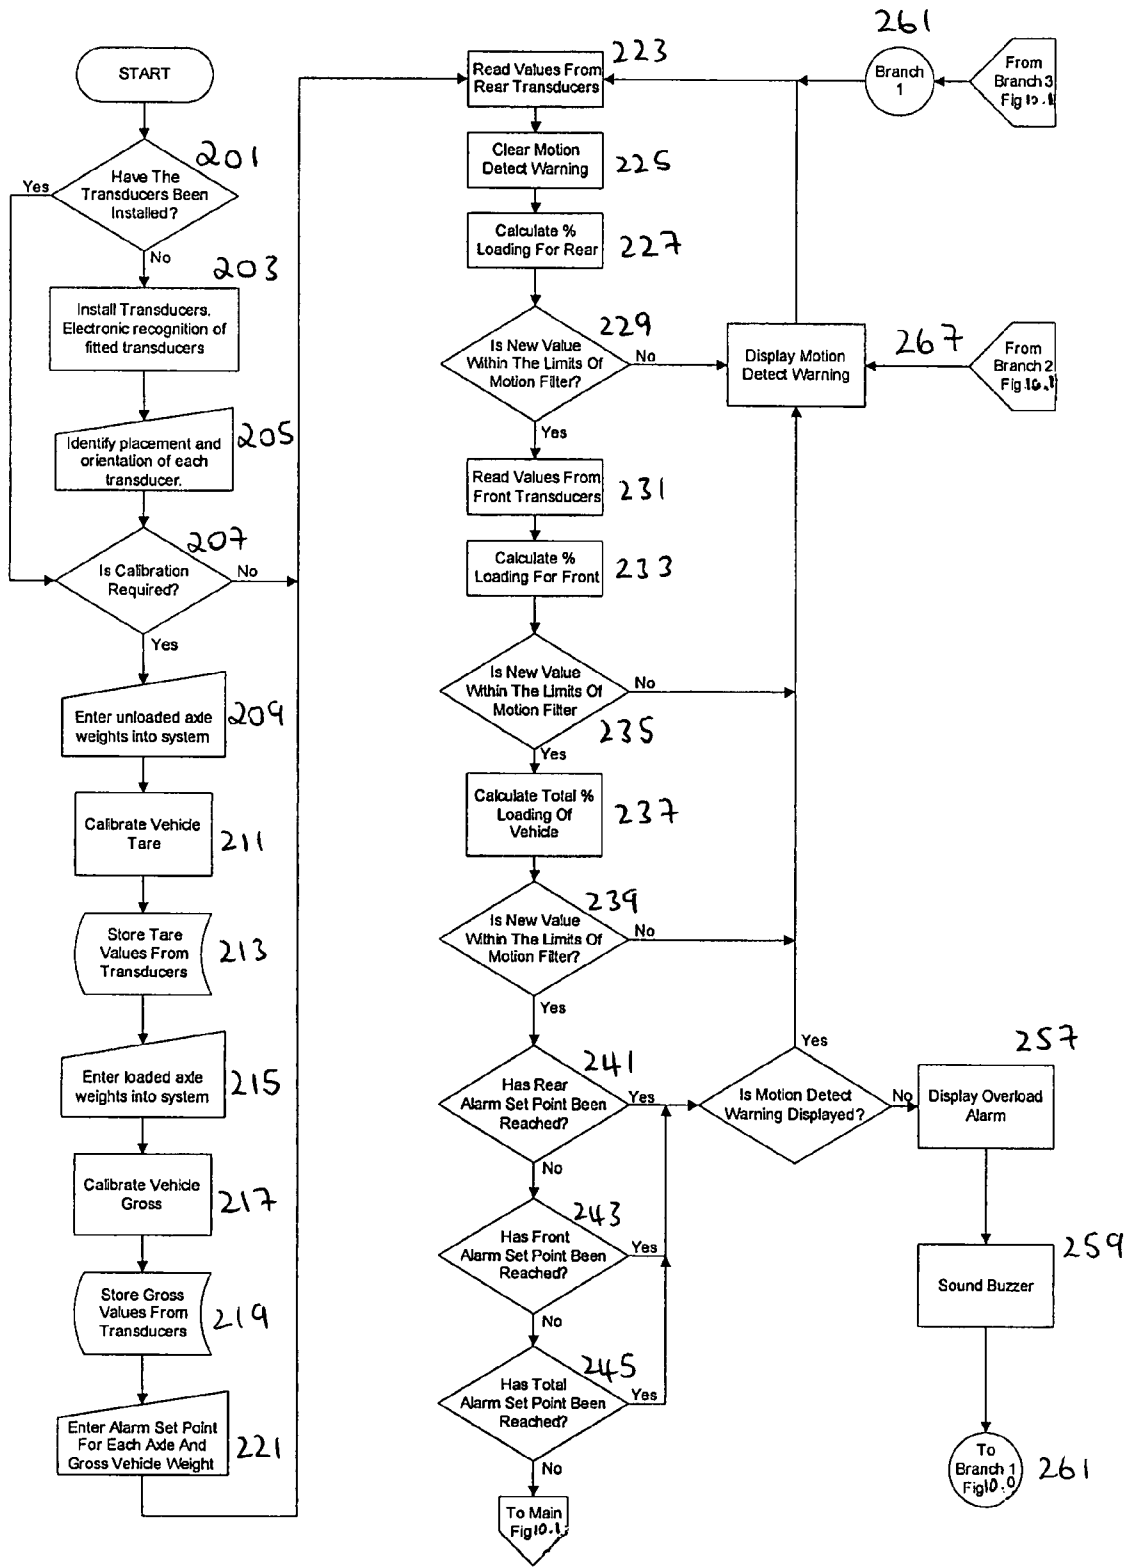 START
201
Have The
Transducers Been
Installed?
Yes
No
203
Install Transducers.
Electronic recognition of
fitted transducers
205
Identify placement and
orientation of each
transducer.
207
Is Calibration
Required?
No
Yes
209
Enter unloaded axle
weights into system
Calibrate Vehicle
Tare
211
Store Tare
Values From
Transducers
213
Enter loaded axle
weights into system
215
Calibrate Vehicle
Gross
217
Store Gross
Values From
Transducers
219
Enter Alarm Set Point
For Each Axle And
Gross Vehicle Weight
221
223
Read Values From
Rear Transducers
Clear Motion
Detect Warning
225
Calculate %
Loading For Rear
227
229
Is New Value
Within The Limits Of
Motion Filter?
No
Yes
Read Values From
Front Transducers
231
Calculate %
Loading For Front
233
Is New Value
Within The Limits Of
Motion Filter
No
235
Yes
Calculate Total %
Loading Of
Vehicle
237
239
Is New Value
Within The Limits Of
Motion Filter?
No
Yes
241
Has Rear
Alarm Set Point Been
Reached?
Yes
No
243
Has Front
Alarm Set Point Been
Reached?
Yes
No
245
Has Total
Alarm Set Point Been
Reached?
Yes
No
To Main
Fig10.1
261
Branch
1
From
Branch 3
Fig 10.1
Display Motion
Detect Warning
267
From
Branch 2
Fig.10.1
Yes
Is Motion Detect
Warning Displayed?
No
257
Display Overload
Alarm
259
Sound Buzzer
To
Branch 1
Fig10.0
261